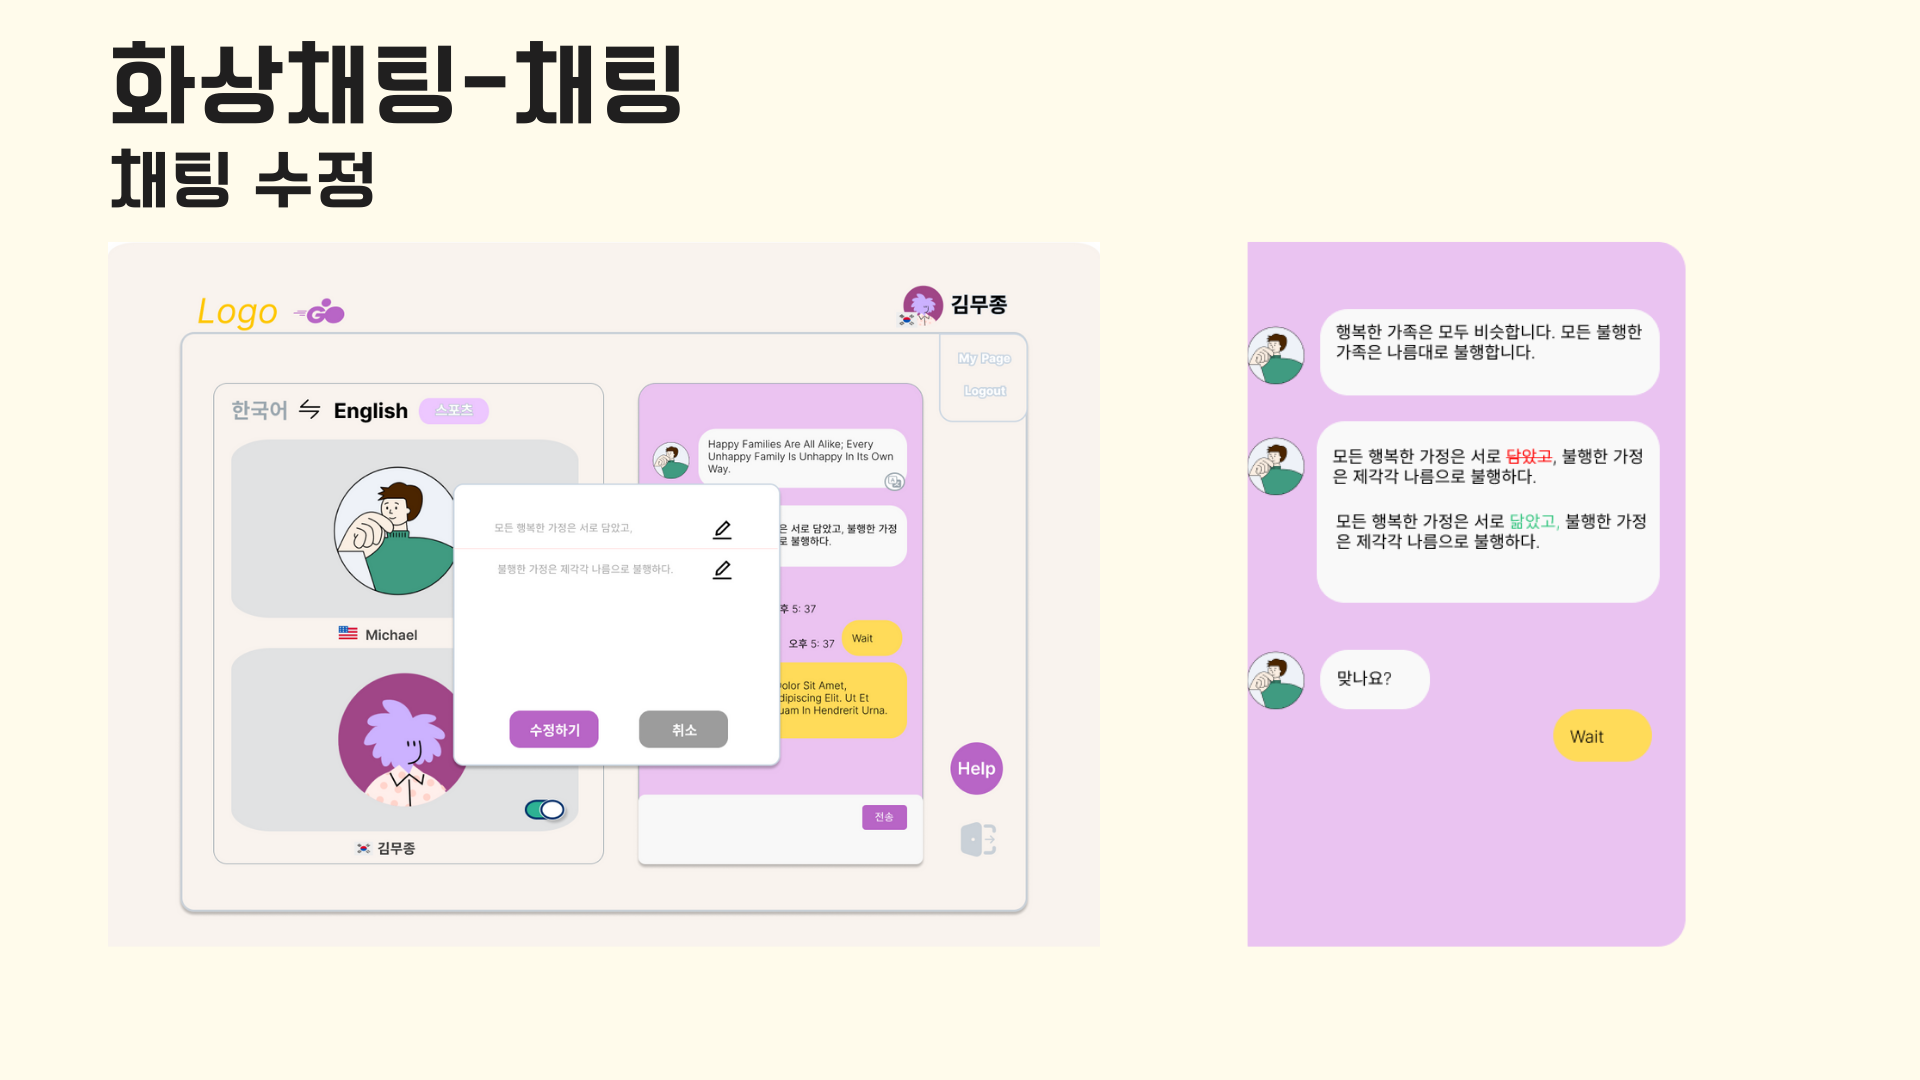 화상채팅-채팅
채팅 수정
Logo
GO
김무종
My Page
Logout
한국어
English
스포츠
Michael
김무종
Happy Families Are All Alike; Every
Unhappy Family Is Unhappy In Its Own
Way.
은 서로 담았고, 불행한 가정
로 불행하다.
후 5: 37
오후 5: 37
Wait
Dolor Sit Amet,
dipiscing Elit. Ut Et
uam In Hendrerit Urna.
전송
모든 행복한 가정은 서로 담았고,
불행한 가정은 제각각 나름으로 불행하다.
수정하기
취소
Help
행복한 가족은 모두 비슷합니다. 모든 불행한
가족은 나름대로 불행합니다.
모든 행복한 가정은 서로 담았고, 불행한 가정
은 제각각 나름으로 불행하다.
모든 행복한 가정은 서로 닮았고, 불행한 가정
은 제각각 나름으로 불행하다.
맞나요?
Wait